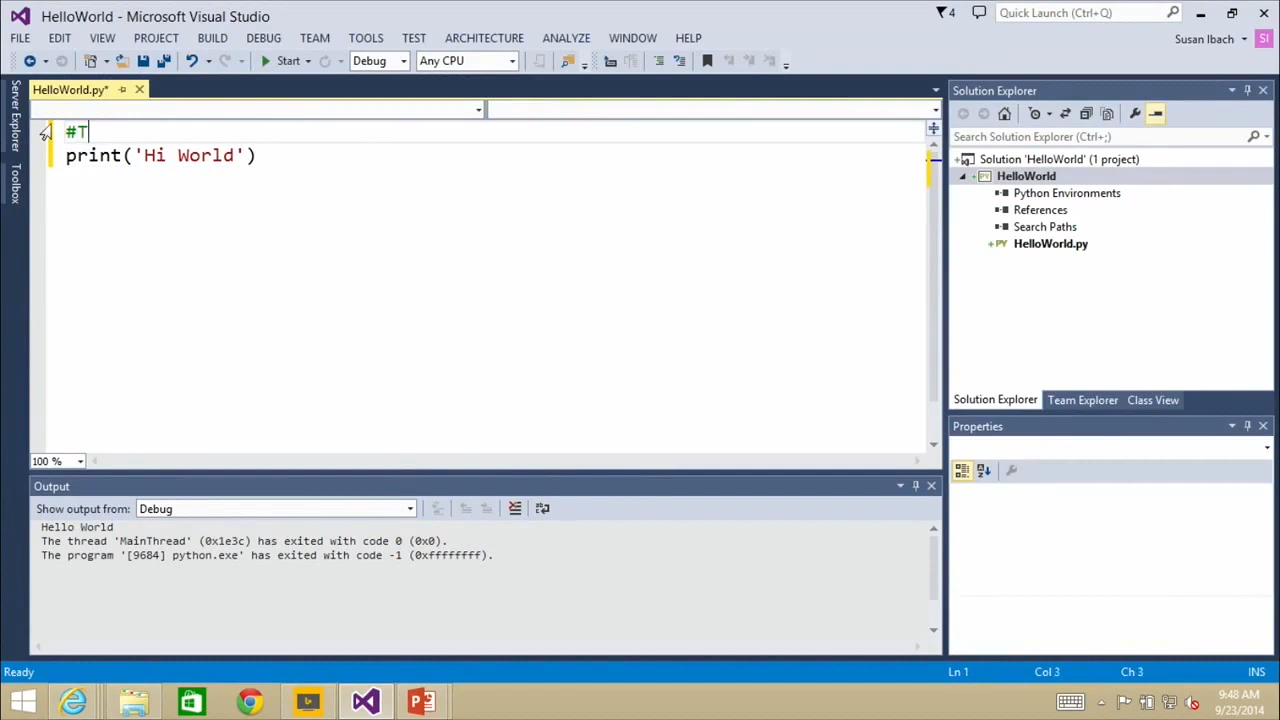 HelloWorld - Microsoft Visual Studio
4
Quick Launch (Ctrl+Q)
FILE EDIT VIEW PROJECT BUILD DEBUG TEAM TOOLS TEST ARCHITECTURE ANALYZE WINDOW HELP
Susan Ibach
SI
Start
Debug
Any CPU
Server Explorer
Toolbox
HelloWorld.py*
#T
print('Hi World')
100 %
Output
Show output from: Debug
Hello World
The thread 'MainThread' (0x1e3c) has exited with code 0 (0x0).
The program '[9684] python.exe' has exited with code -1 (0xffffffff).
Solution Explorer
Search Solution Explorer (Ctrl+;)
Solution 'HelloWorld' (1 project)
PY HelloWorld
Python Environments
References
Search Paths
PY HelloWorld.py
Solution Explorer Team Explorer Class View
Properties
Ready
Ln 1
Col 3
Ch 3
INS
9:48 AM
9/23/2014